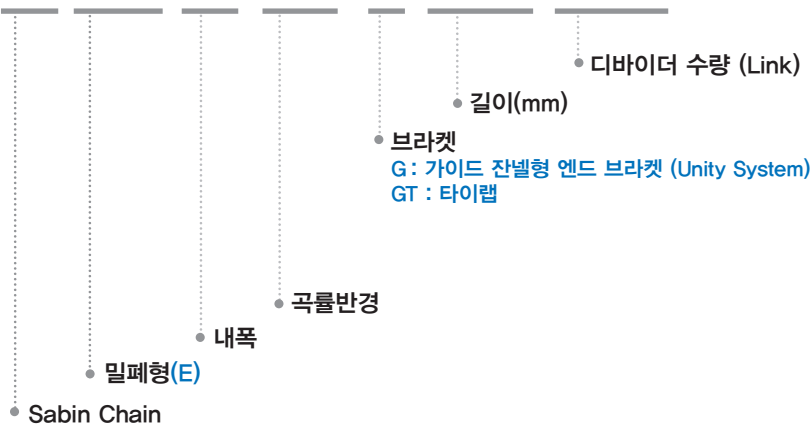 디바이더 수량 (Link)
길이(mm)
브라켓
G : 가이드 잔넬형 엔드 브라켓 (Unity System)
GT : 타이랩
곡률반경
내폭
밀폐형(E)
Sabin Chain